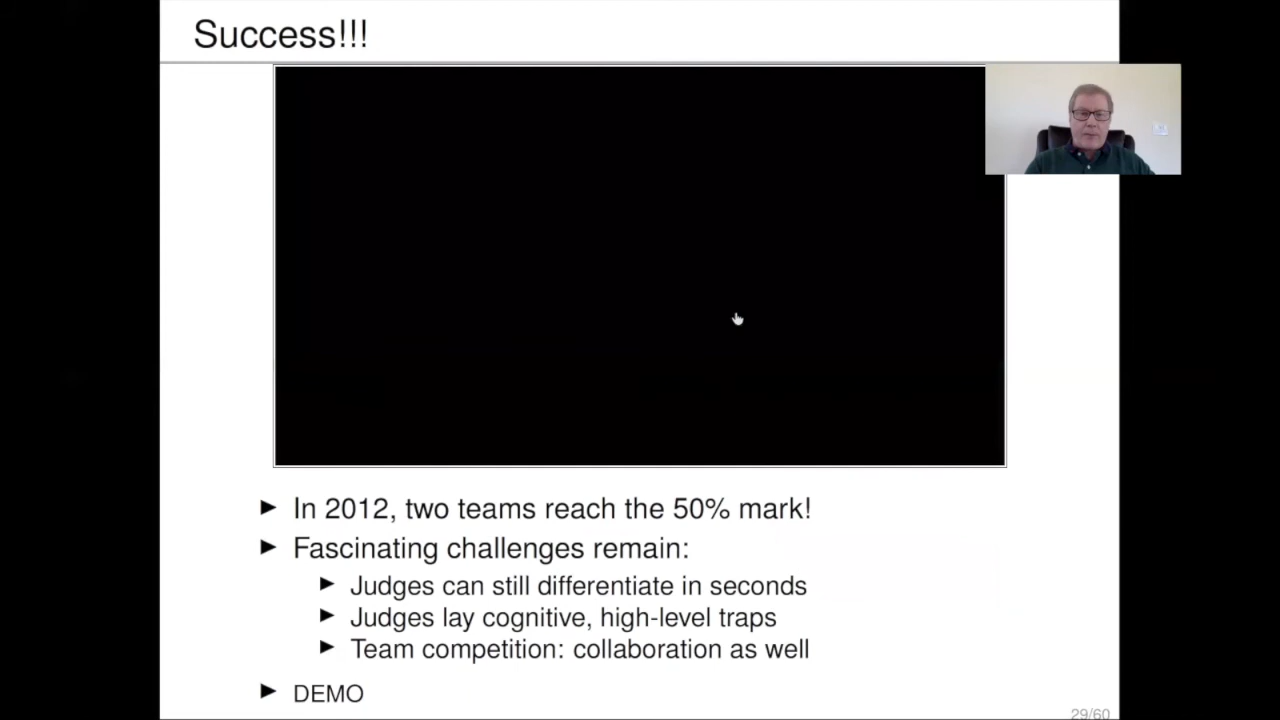 Success!!!
In 2012, two teams reach the 50% mark!
Fascinating challenges remain:
Judges can still differentiate in seconds
Judges lay cognitive, high-level traps
Team competition: collaboration as well
DEMO
29/60